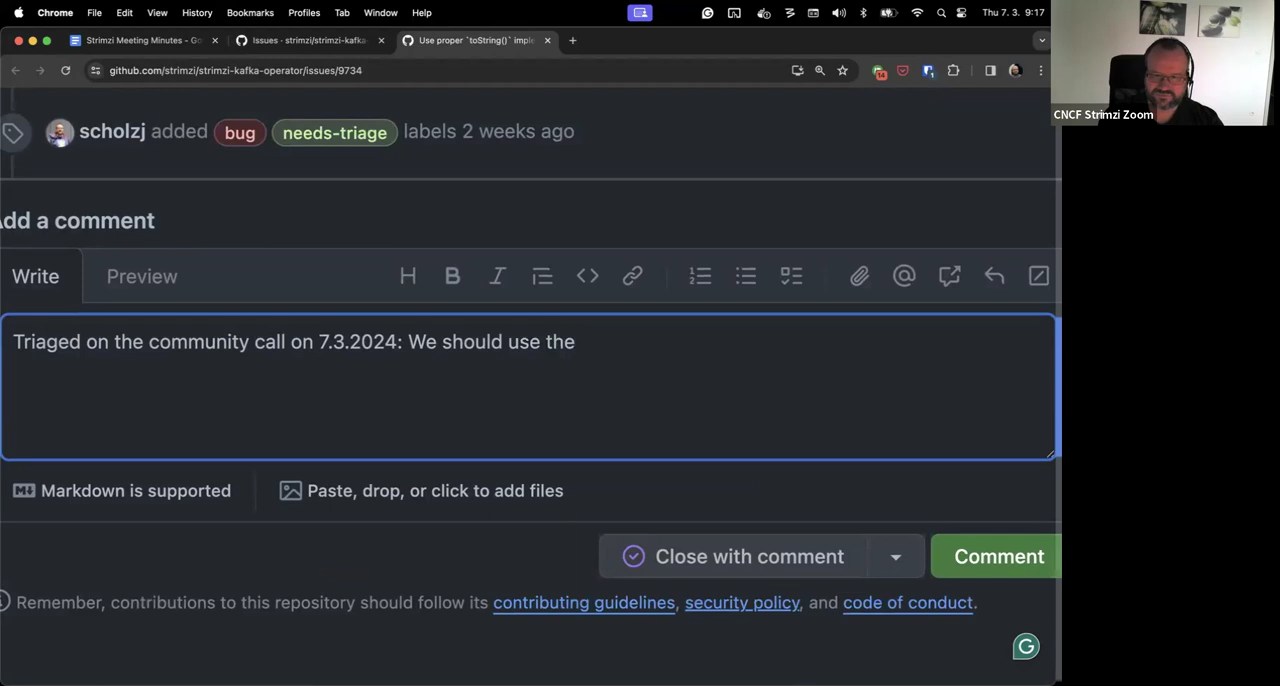 Chrome File Edit View History Bookmarks Profiles Tab Window Help Thu 7. 3. 9:17
Strimzi Meeting Minutes - Go Issues · strimzi/strimzi-kafka- Use proper `toString()` imple
github.com/strimzi/strimzi-kafka-operator/issues/9734 14
CNCF Strimzi Zoom
scholzj added bug needs-triage labels 2 weeks ago
Add a comment
Write Preview
Triaged on the community call on 7.3.2024: We should use the
Markdown is supported Paste, drop, or click to add files
Close with comment Comment
Remember, contributions to this repository should follow its contributing guidelines, security policy, and code of conduct.